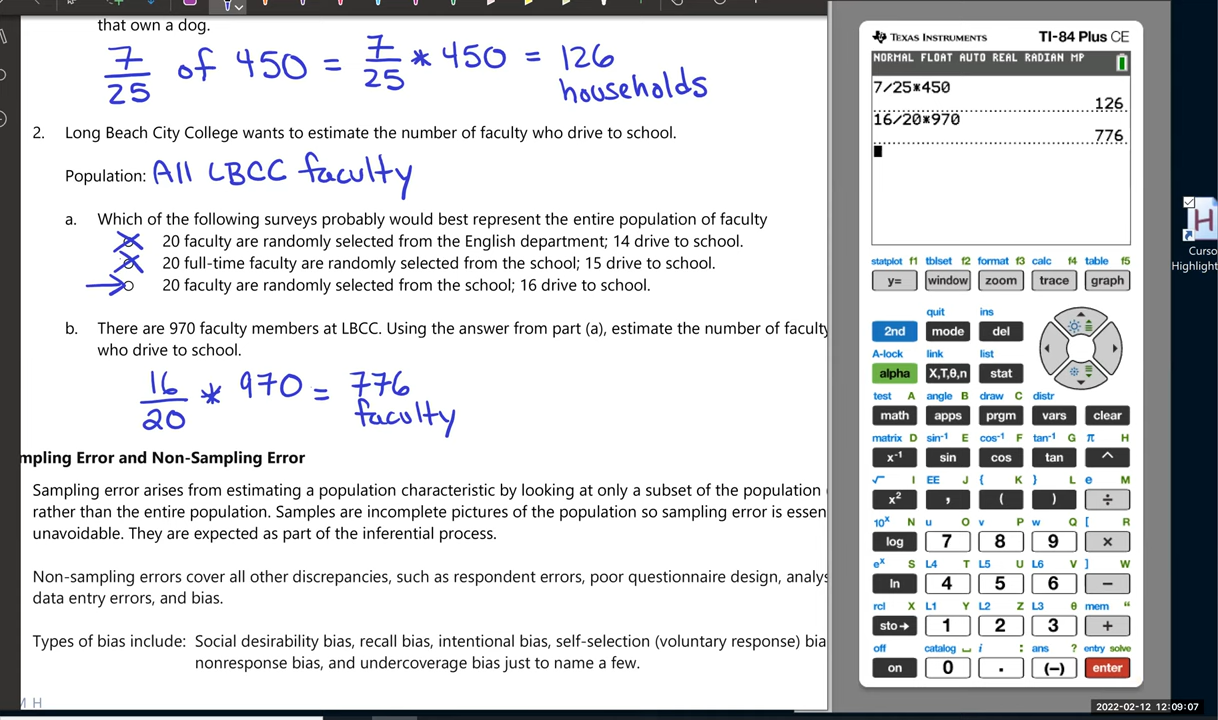 that own a dog.
7/25 of 450 = 7/25 * 450 = 126 households
2. Long Beach City College wants to estimate the number of faculty who drive to school.
Population: All LBCC faculty
a. Which of the following surveys probably would best represent the entire population of faculty
20 faculty are randomly selected from the English department; 14 drive to school.
20 full-time faculty are randomly selected from the school; 15 drive to school.
20 faculty are randomly selected from the school; 16 drive to school.
b. There are 970 faculty members at LBCC. Using the answer from part (a), estimate the number of faculty
who drive to school.
16/20 * 970 = 776 faculty
mpling Error and Non-Sampling Error
Sampling error arises from estimating a population characteristic by looking at only a subset of the population
rather than the entire population. Samples are incomplete pictures of the population so sampling error is essen
unavoidable. They are expected as part of the inferential process.
Non-sampling errors cover all other discrepancies, such as respondent errors, poor questionnaire design, analys
data entry errors, and bias.
Types of bias include: Social desirability bias, recall bias, intentional bias, self-selection (voluntary response) bia
nonresponse bias, and undercoverage bias just to name a few.
M H
TEXAS INSTRUMENTS TI-84 Plus CE
NORMAL FLOAT AUTO REAL RADIAN MP
7/25*450
126
16/20*970
776
statplot f1 tblset f2 format f3 calc f4 table f5
y= window zoom trace graph
quit ins
2nd mode del
A-lock link list
alpha X,T,θ,n stat
test A angle B draw C distr
math apps prgm vars clear
matrix D sin-1 E cos-1 F tan-1 G π H
x-1 sin cos tan ^
√ I EE J { K } L e M
x² , ( ) ÷
10x N u O v P w Q [ R
log 7 8 9 ×
ex S L4 T L5 U L6 V ] W
ln 4 5 6 −
rcl X L1 Y L2 Z L3 θ mem "
sto→ 1 2 3 +
off catalog i : ans ? entry solve
on 0 . (−) enter
Curso
Highlight
2022-02-12 12:09:07